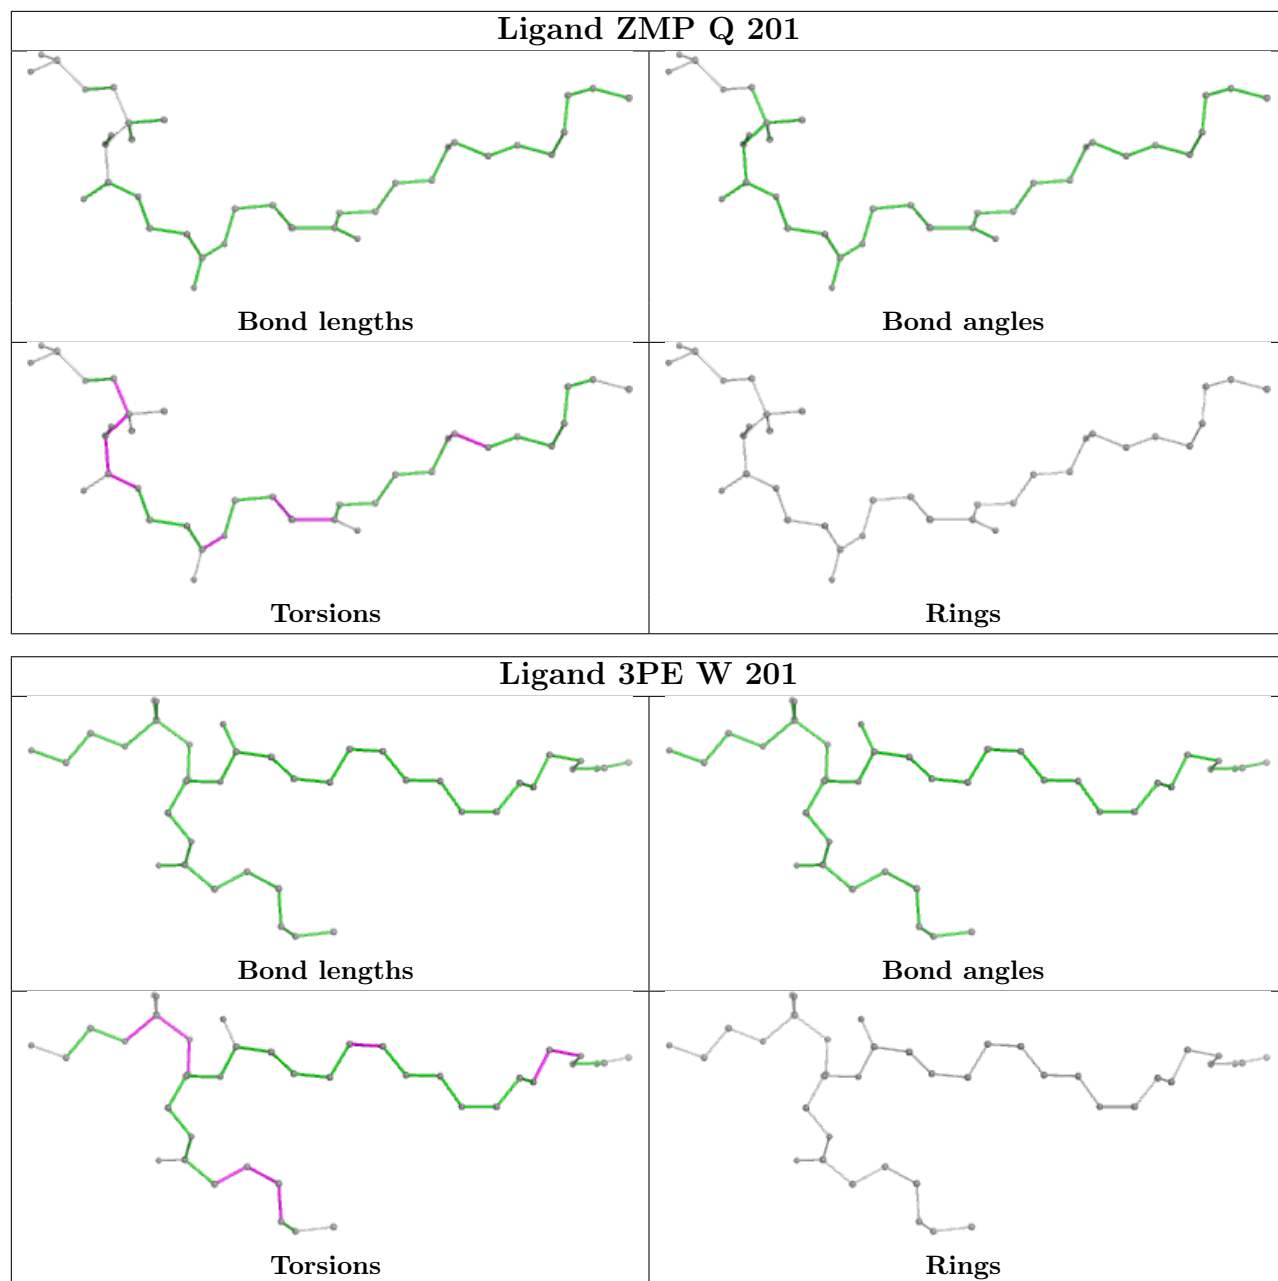 Ligand ZMP Q 201
Bond lengths
Bond angles
Torsions
Rings
Ligand 3PE W 201
Bond lengths
Bond angles
Torsions
Rings